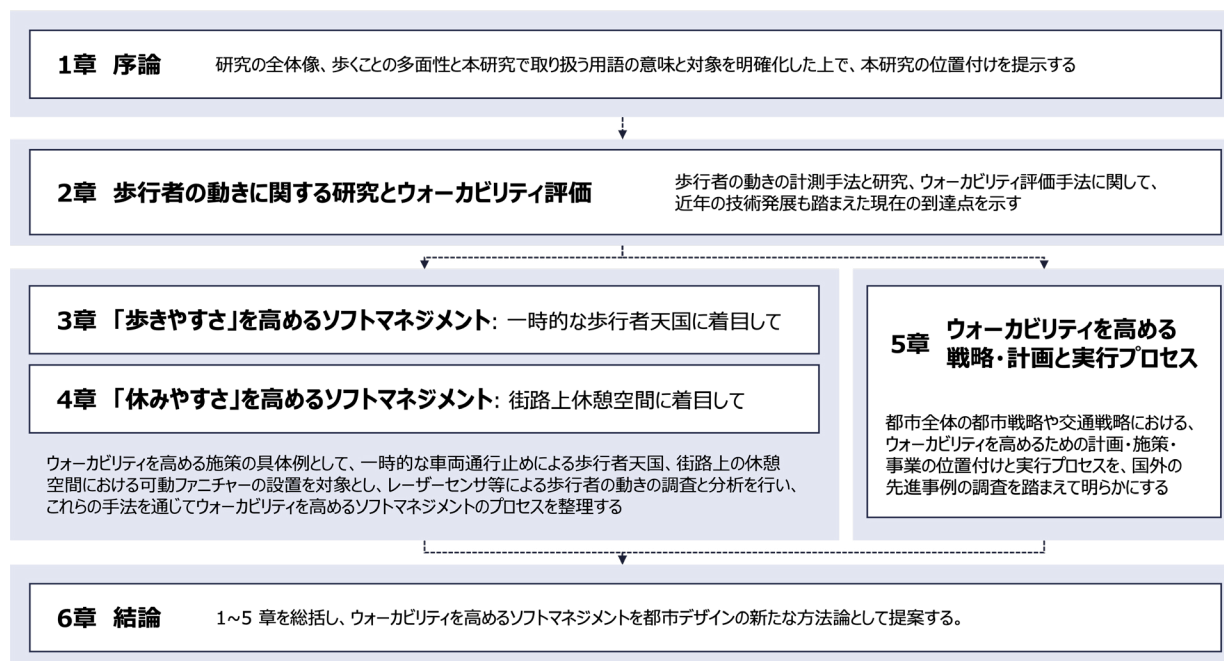 1章 序論 研究の全体像、歩くことの多面性と本研究で取り扱う用語の意味と対象を明確化した上で、本研究の位置付けを提示する
2章 歩行者の動きに関する研究とウォーカビリティ評価
歩行者の動きの計測手法と研究、ウォーカビリティ評価手法に関して、
近年の技術発展も踏まえた現在の到達点を示す
3章 「歩きやすさ」を高めるソフトマネジメント: 一時的な歩行者天国に着目して
4章 「休みやすさ」を高めるソフトマネジメント: 街路上休憩空間に着目して
ウォーカビリティを高める施策の具体例として、一時的な車両通行止めによる歩行者天国、街路上の休憩
空間における可動ファニチャーの設置を対象とし、レーザーセンサ等による歩行者の動きの調査と分析を行い、
これらの手法を通じてウォーカビリティを高めるソフトマネジメントのプロセスを整理する
5章 ウォーカビリティを高める
戦略・計画と実行プロセス
都市全体の都市戦略や交通戦略における、
ウォーカビリティを高めるための計画・施策・
事業の位置付けと実行プロセスを、国外の
先進事例の調査を踏まえて明らかにする
6章 結論 1~5 章を総括し、ウォーカビリティを高めるソフトマネジメントを都市デザインの新たな方法論として提案する。